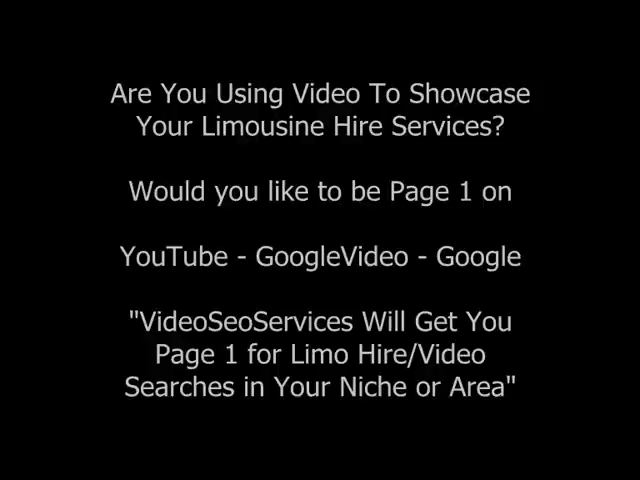 Are You Using Video To Showcase
Your Limousine Hire Services?
Would you like to be Page 1 on
YouTube - GoogleVideo - Google
"VideoSeoServices Will Get You
Page 1 for Limo Hire/Video
Searches in Your Niche or Area"